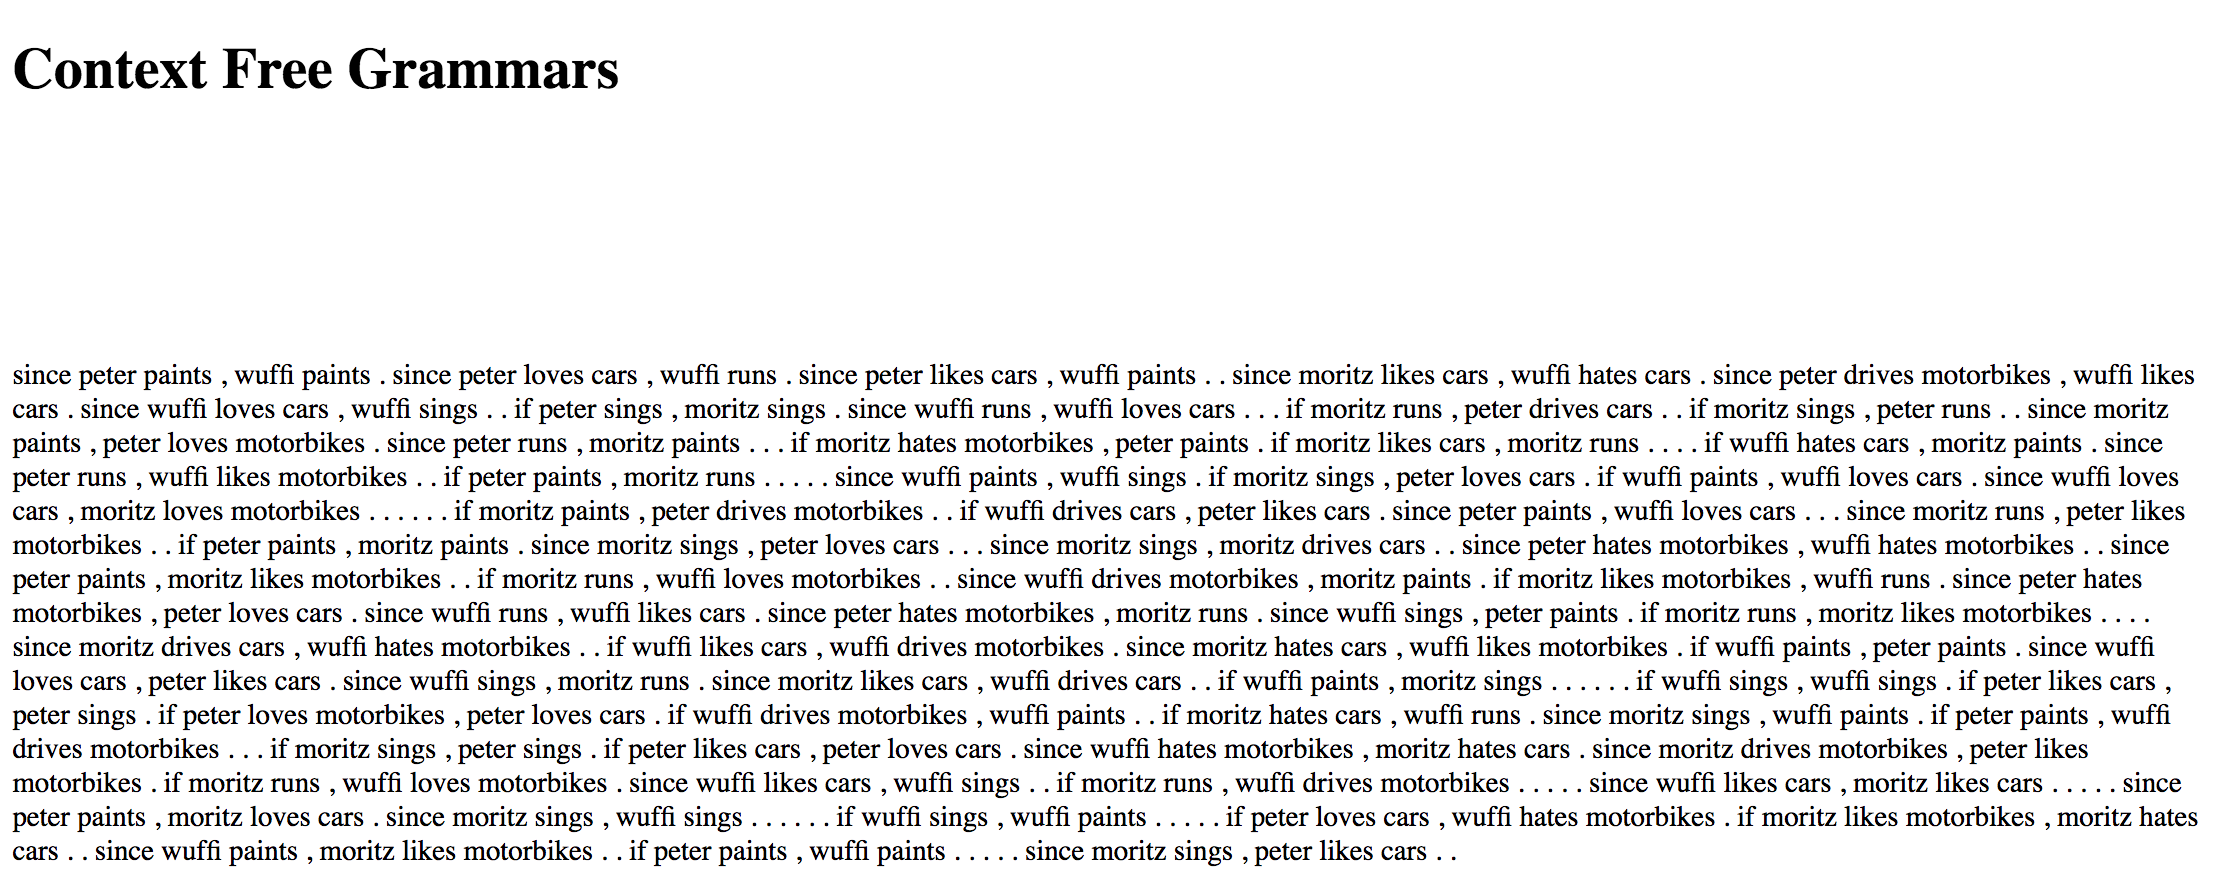 Context Free Grammars
since peter paints , wuffi paints . since peter loves cars , wuffi runs . since peter likes cars , wuffi paints . . since moritz likes cars , wuffi hates cars . since peter drives motorbikes , wuffi likes
cars . since wuffi loves cars , wuffi sings . . if peter sings , moritz sings . since wuffi runs , wuffi loves cars . . . if moritz runs , peter drives cars . . if moritz sings , peter runs . . since moritz
paints , peter loves motorbikes . since peter runs , moritz paints . . . if moritz hates motorbikes , peter paints . if moritz likes cars , moritz runs . . . . if wuffi hates cars , moritz paints . since
peter runs , wuffi likes motorbikes . . if peter paints , moritz runs . . . . . since wuffi paints , wuffi sings . if moritz sings , peter loves cars . if wuffi paints , wuffi loves cars . since wuffi loves
cars , moritz loves motorbikes . . . . . . if moritz paints , peter drives motorbikes . . if wuffi drives cars , peter likes cars . since peter paints , wuffi loves cars . . . since moritz runs , peter likes
motorbikes . . if peter paints , moritz paints . since moritz sings , peter loves cars . . . since moritz sings , moritz drives cars . . since peter hates motorbikes , wuffi hates motorbikes . . since
peter paints , moritz likes motorbikes . . if moritz runs , wuffi loves motorbikes . . since wuffi drives motorbikes , moritz paints . if moritz likes motorbikes , wuffi runs . since peter hates
motorbikes , peter loves cars . since wuffi runs , wuffi likes cars . since peter hates motorbikes , moritz runs . since wuffi sings , peter paints . if moritz runs , moritz likes motorbikes . . . .
since moritz drives cars , wuffi hates motorbikes . . if wuffi likes cars , wuffi drives motorbikes . since moritz hates cars , wuffi likes motorbikes . if wuffi paints , peter paints . since wuffi
loves cars , peter likes cars . since wuffi sings , moritz runs . since moritz likes cars , wuffi drives cars . . if wuffi paints , moritz sings . . . . . . if wuffi sings , wuffi sings . if peter likes cars ,
peter sings . if peter loves motorbikes , peter loves cars . if wuffi drives motorbikes , wuffi paints . . if moritz hates cars , wuffi runs . since moritz sings , wuffi paints . if peter paints , wuffi
drives motorbikes . . . if moritz sings , peter sings . if peter likes cars , peter loves cars . since wuffi hates motorbikes , moritz hates cars . since moritz drives motorbikes , peter likes
motorbikes . if moritz runs , wuffi loves motorbikes . since wuffi likes cars , wuffi sings . . if moritz runs , wuffi drives motorbikes . . . . . since wuffi likes cars , moritz likes cars . . . . . since
peter paints , moritz loves cars . since moritz sings , wuffi sings . . . . . . if wuffi sings , wuffi paints . . . . . if peter loves cars , wuffi hates motorbikes . if moritz likes motorbikes , moritz hates
cars . . since wuffi paints , moritz likes motorbikes . . if peter paints , wuffi paints . . . . . since moritz sings , peter likes cars . .